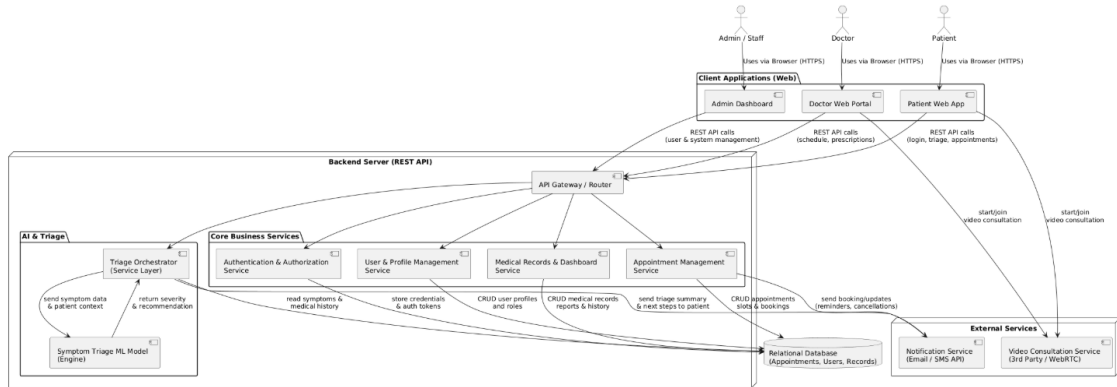 Admin / Staff
Doctor
Patient
Uses via Browser (HTTPS)
Uses via Browser (HTTPS)
Uses via Browser (HTTPS)
Client Applications (Web)
Admin Dashboard
Doctor Web Portal
Patient Web App
REST API calls
(user & system management)
REST API calls
(schedule, prescriptions)
REST API calls
(login, triage, appointments)
Backend Server (REST API)
API Gateway / Router
start/join
video consultation
start/join
video consultation
AI & Triage
Core Business Services
Triage Orchestrator
(Service Layer)
Authentication & Authorization
Service
User & Profile Management
Service
Medical Records & Dashboard
Service
Appointment Management
Service
send symptom data
& patient context
return severity
& recommendation
read symptoms &
medical history
store credentials
& auth tokens
CRUD user profiles
and roles
CRUD medical records
reports & history
send triage summary
& next steps to patient
CRUD appointments
slots & bookings
send booking/updates
(reminders, cancellations)
External Services
Symptom Triage ML Model
(Engine)
Relational Database
(Appointments, Users, Records)
Notification Service
(Email / SMS API)
Video Consultation Service
(3rd Party / WebRTC)